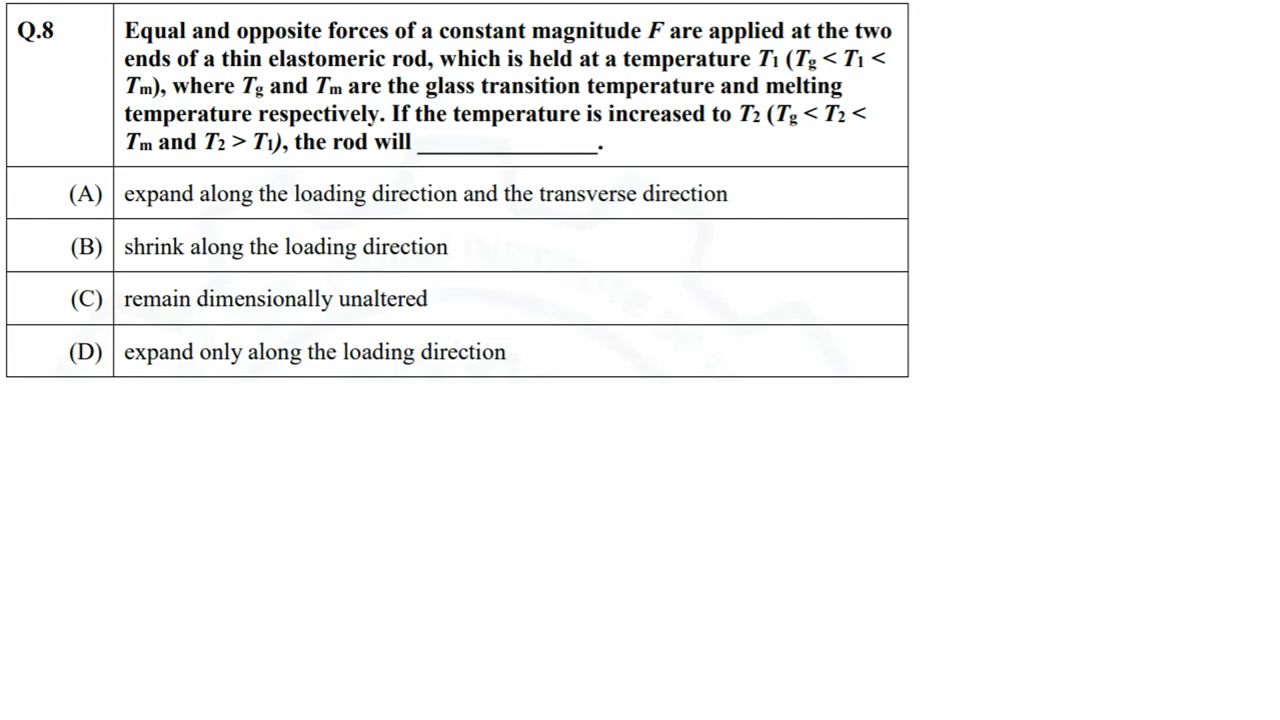 Q.8 Equal and opposite forces of a constant magnitude F are applied at the two
ends of a thin elastomeric rod, which is held at a temperature T1 (Tg < T1 <
Tm), where Tg and Tm are the glass transition temperature and melting
temperature respectively. If the temperature is increased to T2 (Tg < T2 <
Tm and T2 > T1), the rod will _______________.
(A) expand along the loading direction and the transverse direction
(B) shrink along the loading direction
(C) remain dimensionally unaltered
(D) expand only along the loading direction